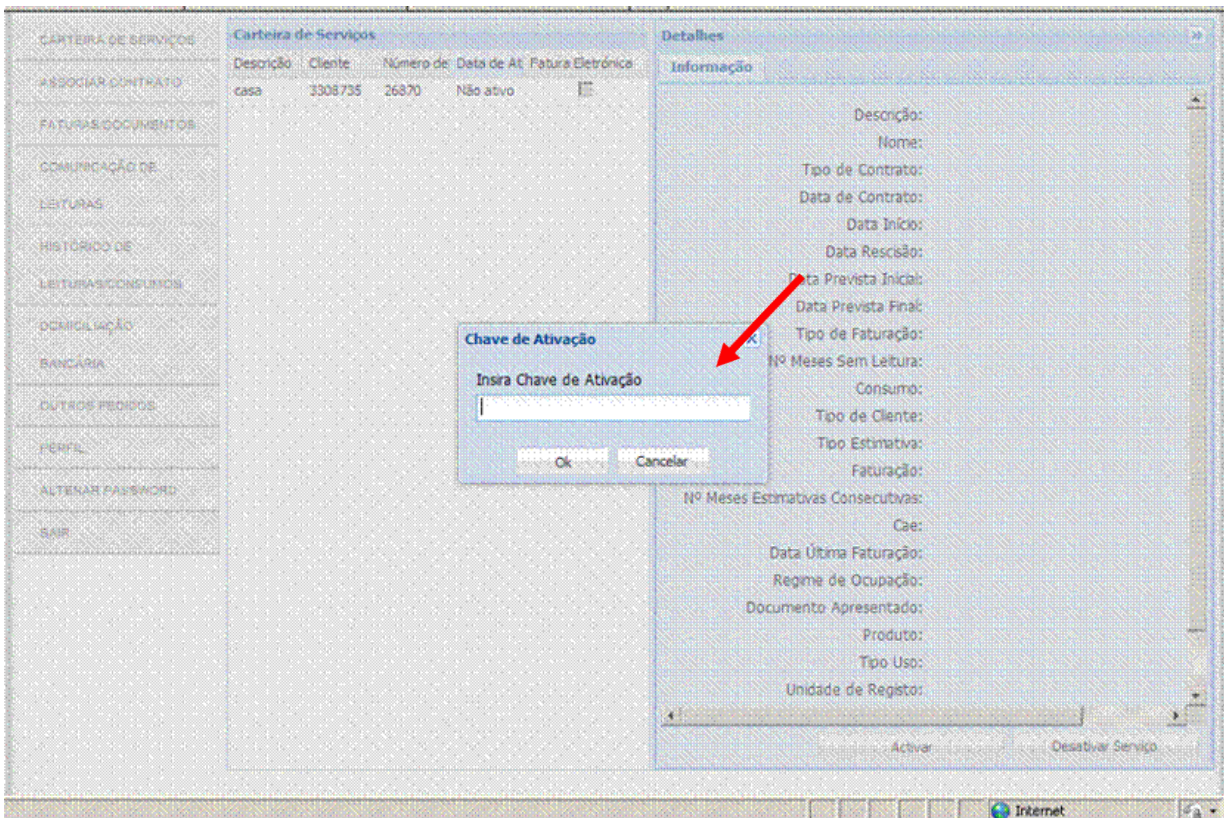 CARTEIRA DE SERVIÇOS
ASSOCIAR CONTRATO
FATURAS/DOCUMENTOS
COMUNICAÇÃO DE
LEITURAS
HISTÓRICO DE
LEITURAS/CONSUMOS
DOMICILIAÇÃO
BANCÁRIA
OUTROS PEDIDOS
PERFIL
ALTERAR PASSWORD
SAIR
Carteira de Serviços
Descrição Cliente Número de Data de At Fatura Eletrónica
casa 3308735 26870 Não ativo
Chave de Ativação
Insira Chave de Ativação
Ok Cancelar
Detalhes
Informação
Descrição:
Nome:
Tipo de Contrato:
Data de Contrato:
Data Início:
Data Rescisão:
Data Prevista Inicial:
Data Prevista Final:
Tipo de Faturação:
Nº Meses Sem Leitura:
Consumo:
Tipo de Cliente:
Tipo Estimativa:
Faturação:
Nº Meses Estimativas Consecutivas:
Cae:
Data Última Faturação:
Regime de Ocupação:
Documento Apresentado:
Produto:
Tipo Uso:
Unidade de Registo:
Activar Desativar Serviço
Internet